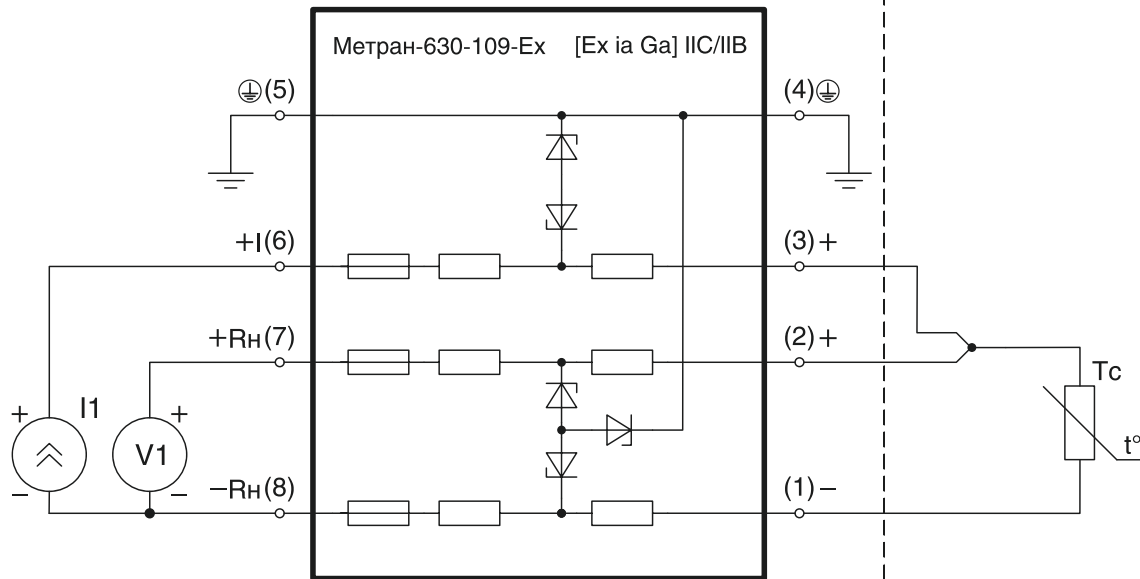 Метран-630-109-Ex [Ex ia Ga] IIC/IIB
(5)
(4)
+I(6)
(3)+
+Rн(7)
(2)+
Tc
+ I1
+
V1
t°
−
−
−Rн(8)
(1)−